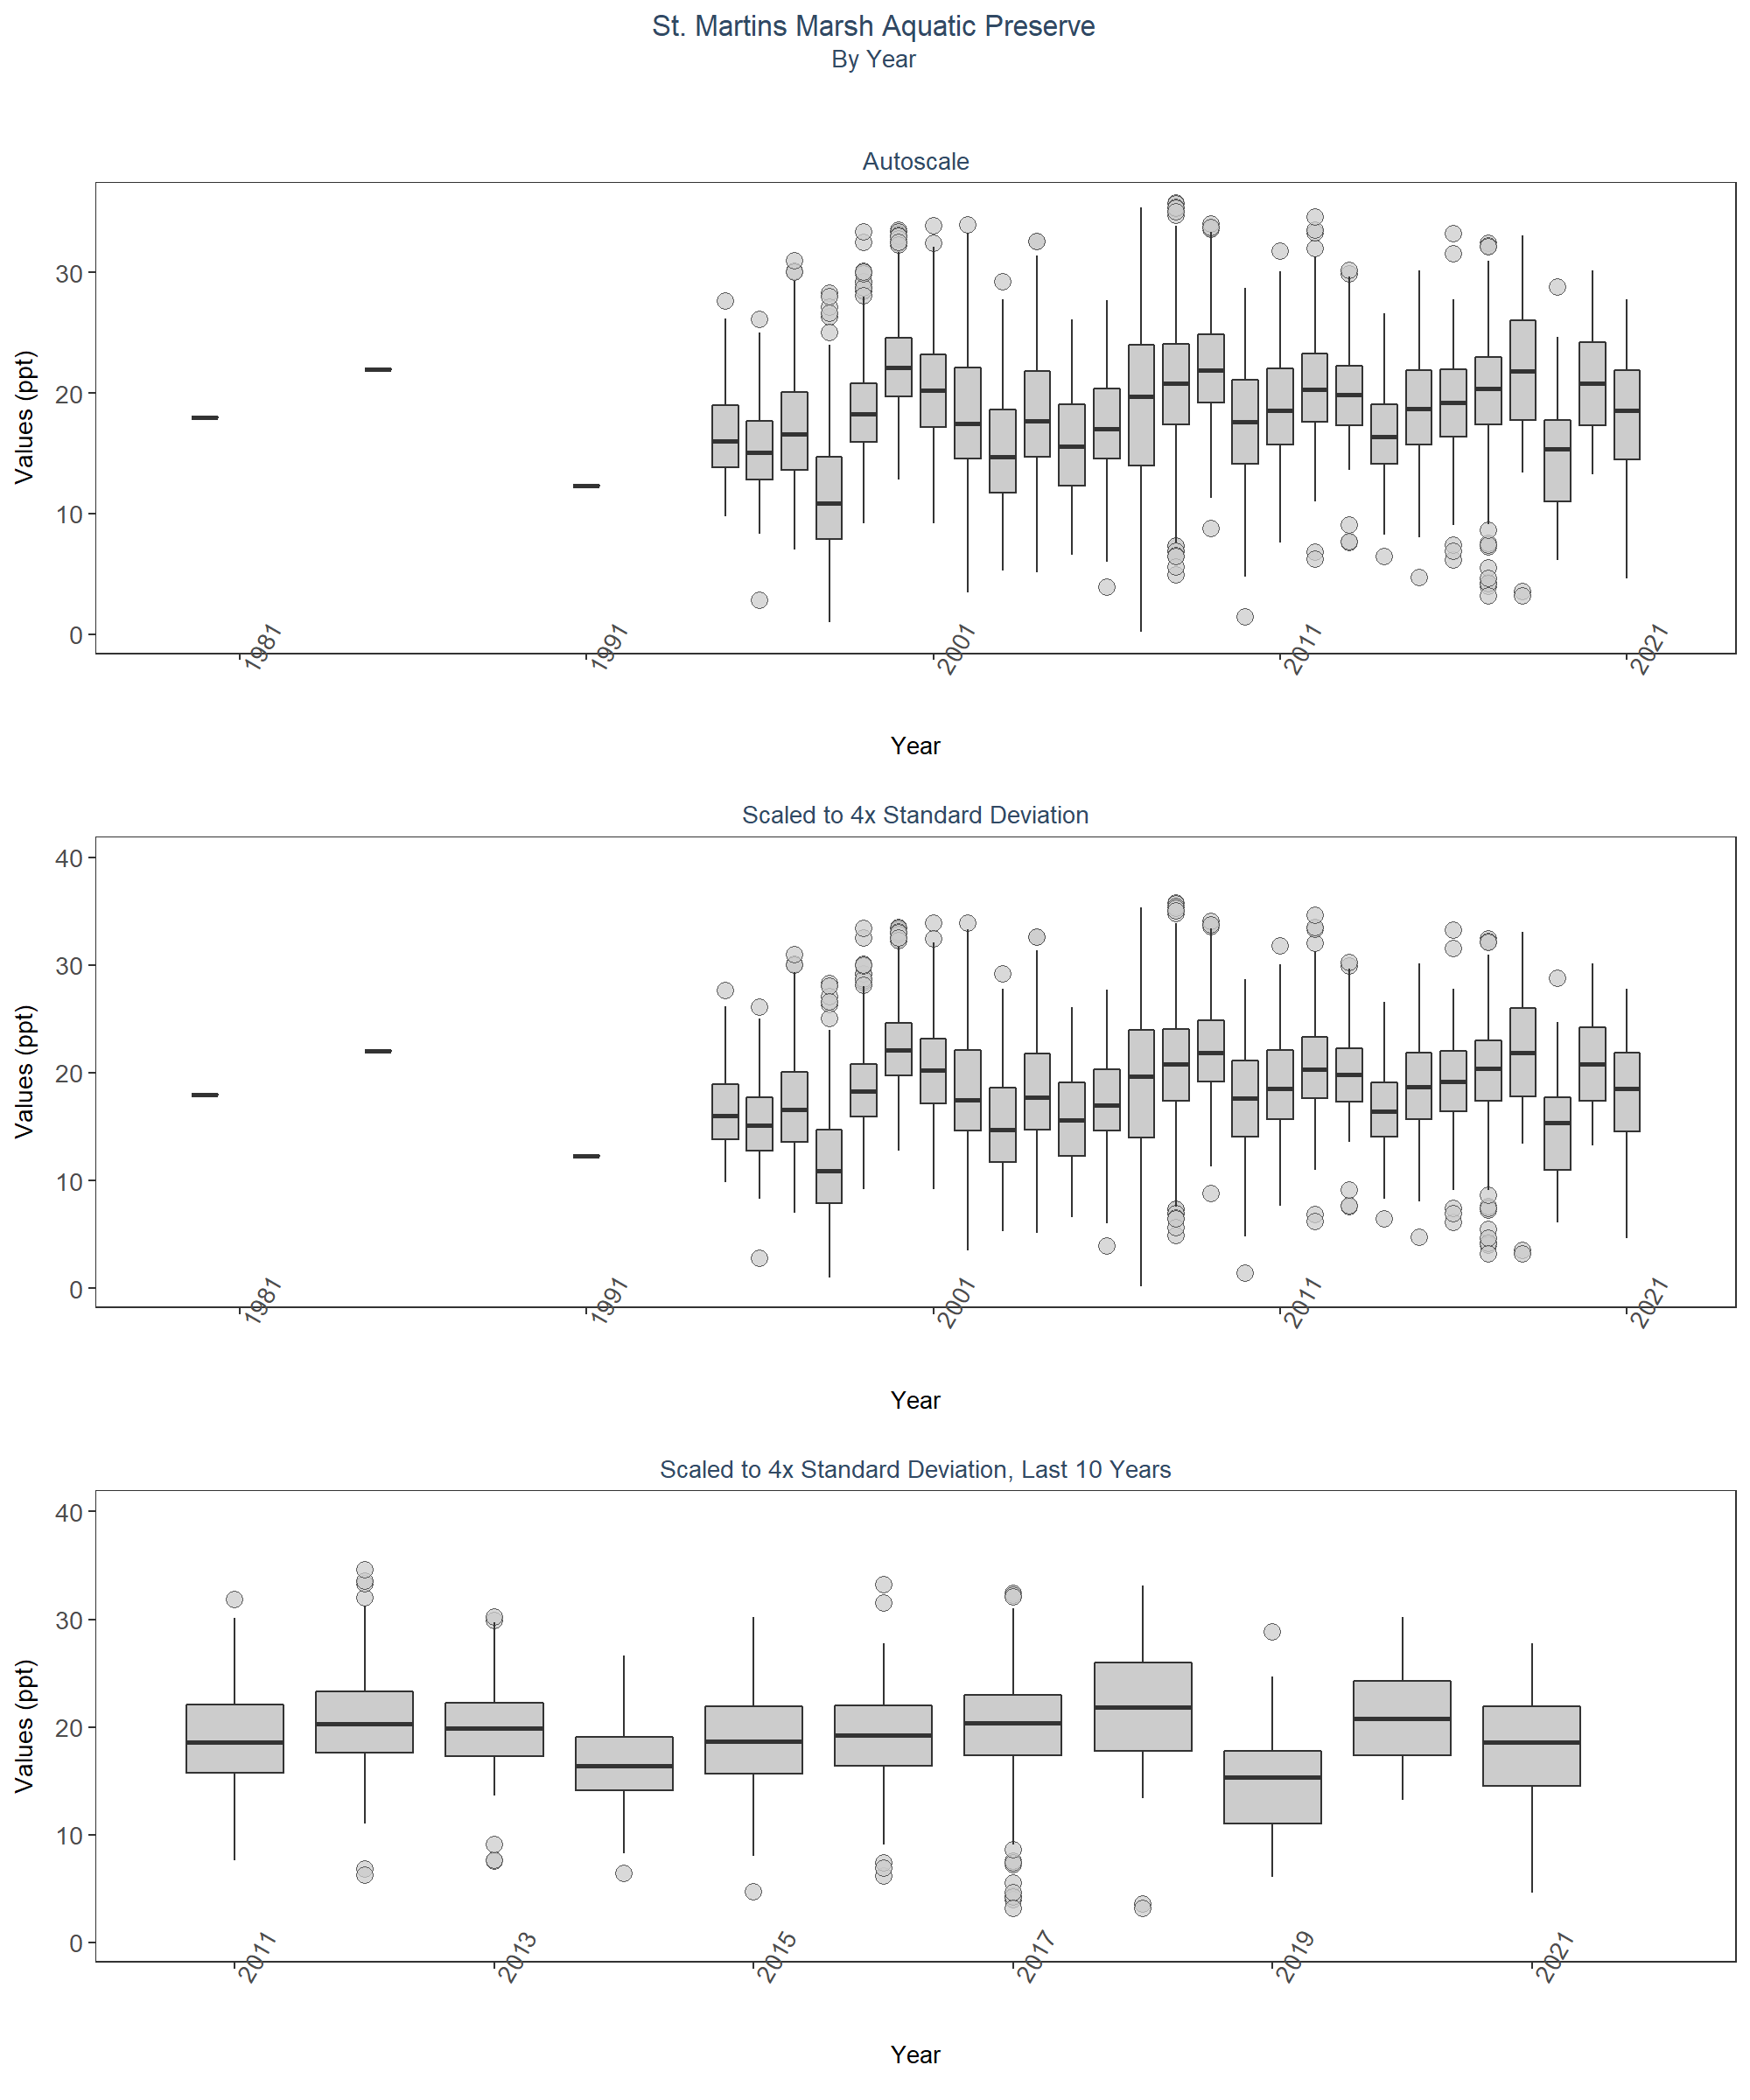 St. Martins Marsh Aquatic Preserve
By Year
Autoscale
Values (ppt)
30
20
10
0
1981 1991 2001 2011 2021
Year
Scaled to 4x Standard Deviation
Values (ppt)
40
30
20
10
0
1981 1991 2001 2011 2021
Year
Scaled to 4x Standard Deviation, Last 10 Years
Values (ppt)
40
30
20
10
0
2011 2013 2015 2017 2019 2021
Year